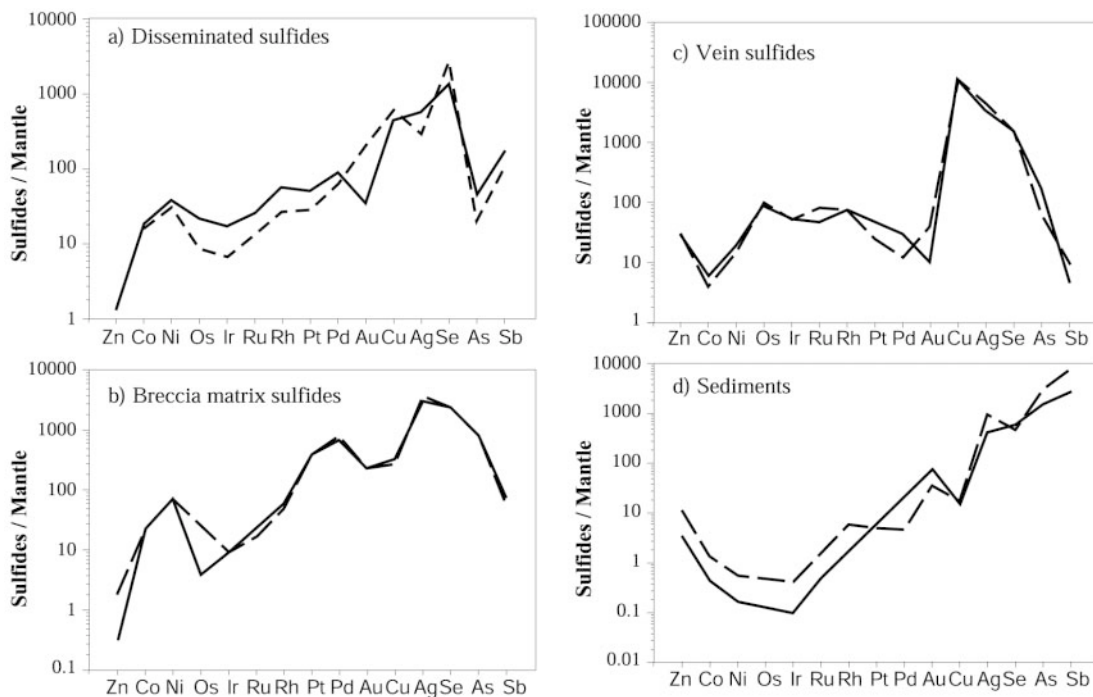 a) Disseminated sulfides
Sulfides / Mantle
10000
1000
100
10
1
Zn Co Ni Os Ir Ru Rh Pt Pd Au Cu Ag Se As Sb
b) Breccia matrix sulfides
Sulfides / Mantle
10000
1000
100
10
1
0.1
Zn Co Ni Os Ir Ru Rh Pt Pd Au Cu Ag Se As Sb
c) Vein sulfides
Sulfides / Mantle
100000
10000
1000
100
10
1
Zn Co Ni Os Ir Ru Rh Pt Pd Au Cu Ag Se As Sb
d) Sediments
Sulfides / Mantle
10000
1000
100
10
1
0.1
0.01
Zn Co Ni Os Ir Ru Rh Pt Pd Au Cu Ag Se As Sb